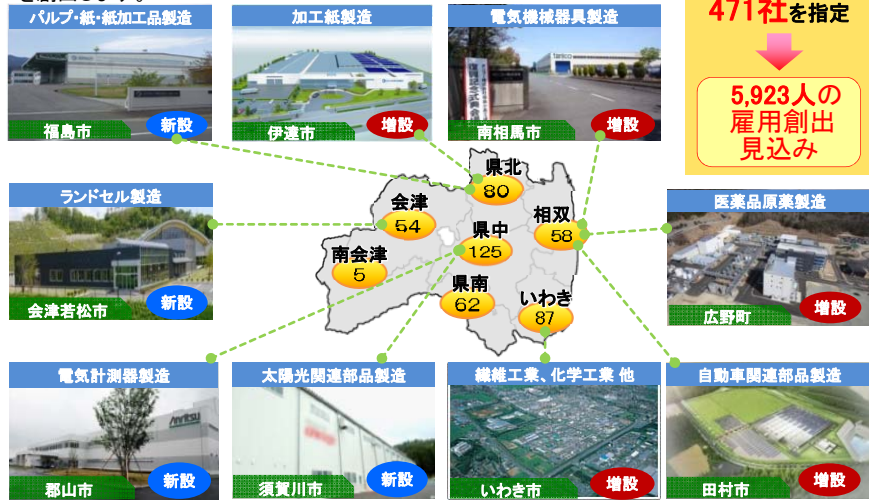 471社を指定
5,923人の
雇用創出
見込み
パルプ・紙・紙加工品製造
福島市
新設
加工紙製造
伊達市
増設
電気機械器具製造
南相馬市
増設
ランドセル製造
会津若松市
新設
県北
80
会津
54
県中
125
相双
58
南会津
5
県南
62
いわき
87
医薬品原薬製造
広野町
増設
電気計測器製造
Anritsu
郡山市
新設
太陽光関連部品製造
須賀川市
新設
繊維工業、化学工業 他
いわき市
増設
自動車関連部品製造
田村市
増設